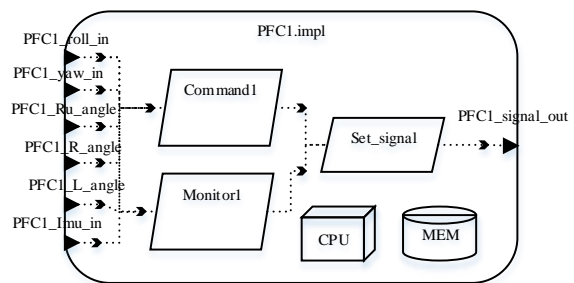 PFC1.impl
PFC1_roll_in
PFC1_yaw_in
PFC1_Ru_angle
PFC1_R_angle
PFC1_L_angle
PFC1_Imu_in
Command1
Monitor1
Set_signal
PFC1_signal_out
CPU
MEM